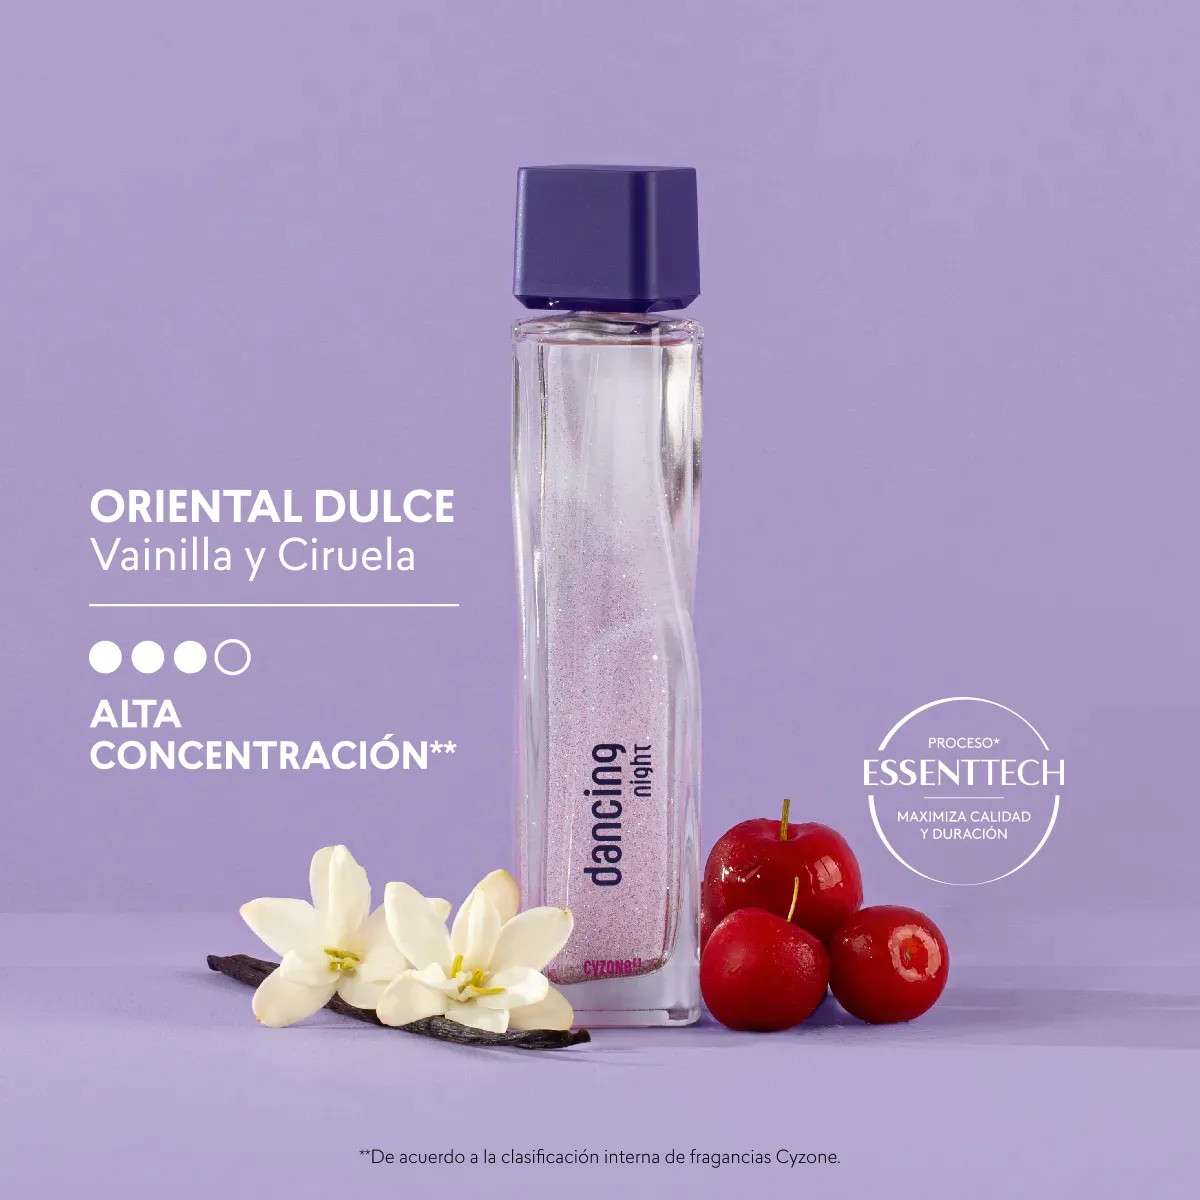 ORIENTAL DULCE
Vainilla y Ciruela
ALTA
CONCENTRACIÓN**
dancing
night
CYZONE
PROCESO*
ESSENTTECH
MAXIMIZA CALIDAD
Y DURACIÓN
**De acuerdo a la clasificación interna de fragancias Cyzone.